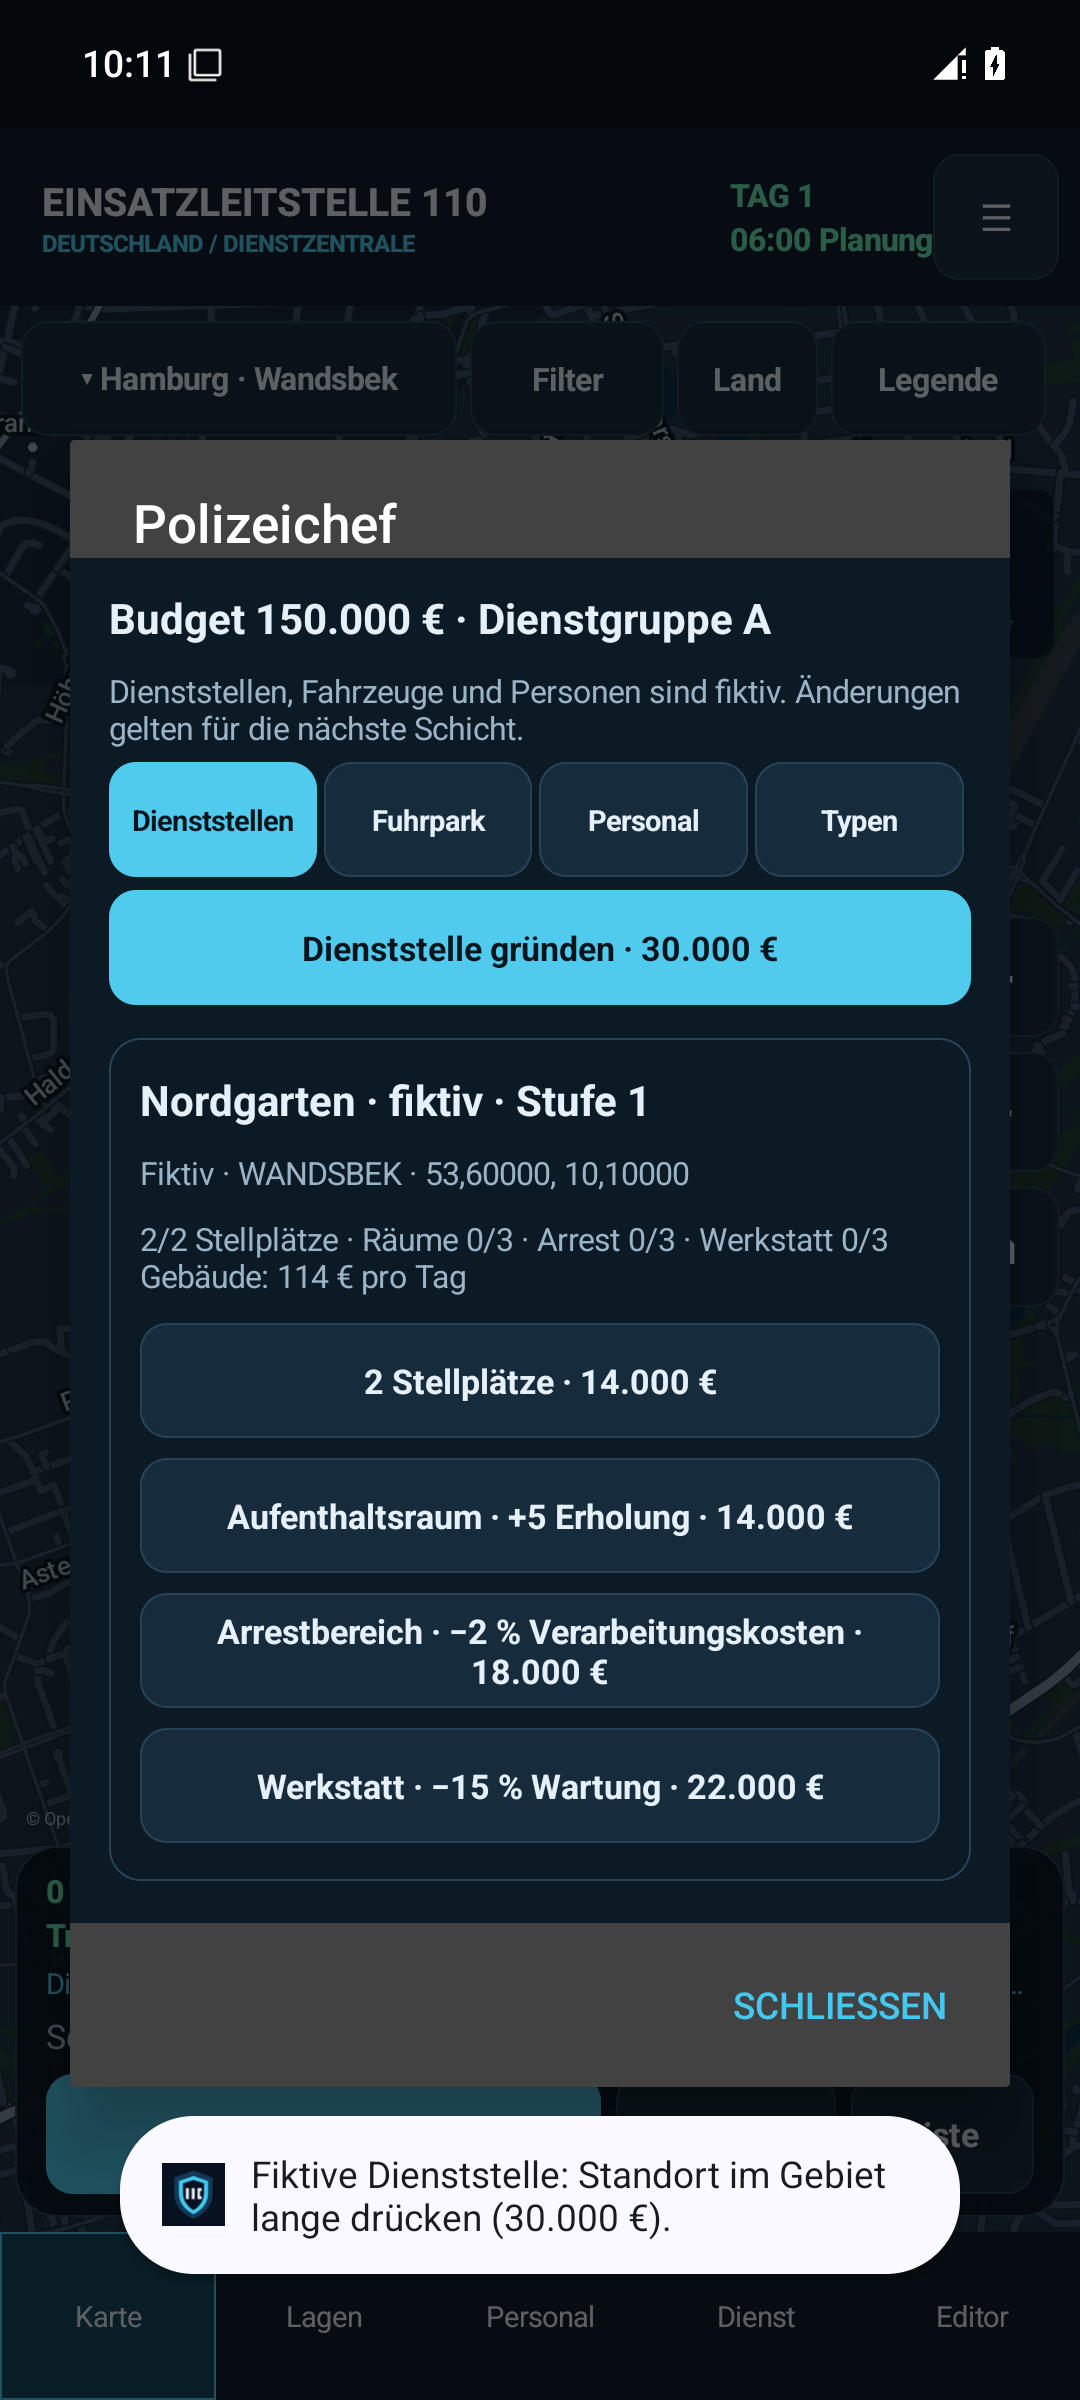 10:11
EINSATZLEITSTELLE 110
DEUTSCHLAND / DIENSTZENTRALE
TAG 1
06:00 Planung
▾ Hamburg · Wandsbek
Filter
Land
Legende
Polizeichef
Budget 150.000 € · Dienstgruppe A
Dienststellen, Fahrzeuge und Personen sind fiktiv. Änderungen
gelten für die nächste Schicht.
Dienststellen
Fuhrpark
Personal
Typen
Dienststelle gründen · 30.000 €
Nordgarten · fiktiv · Stufe 1
Fiktiv · WANDSBEK · 53,60000, 10,10000
2/2 Stellplätze · Räume 0/3 · Arrest 0/3 · Werkstatt 0/3
Gebäude: 114 € pro Tag
2 Stellplätze · 14.000 €
Aufenthaltsraum · +5 Erholung · 14.000 €
Arrestbereich · −2 % Verarbeitungskosten ·
18.000 €
Werkstatt · −15 % Wartung · 22.000 €
0
SCHLIESSEN
Fiktive Dienststelle: Standort im Gebiet
lange drücken (30.000 €).
Karte
Lagen
Personal
Dienst
Editor